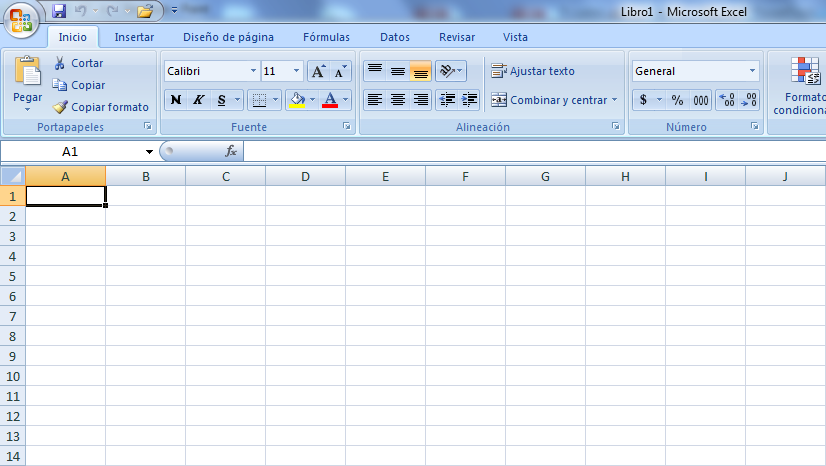 Libro1 - Microsoft Excel
Inicio Insertar Diseño de página Fórmulas Datos Revisar Vista
Pegar
Cortar
Copiar
Copiar formato
Portapapeles
Calibri 11 A A
N K S A
Fuente
Ajustar texto
Combinar y centrar
Alineación
General
$ % 000 ,00 ,00
Número
Formato
condiciona
A1 fx
A B C D E F G H I J
1
2
3
4
5
6
7
8
9
10
11
12
13
14